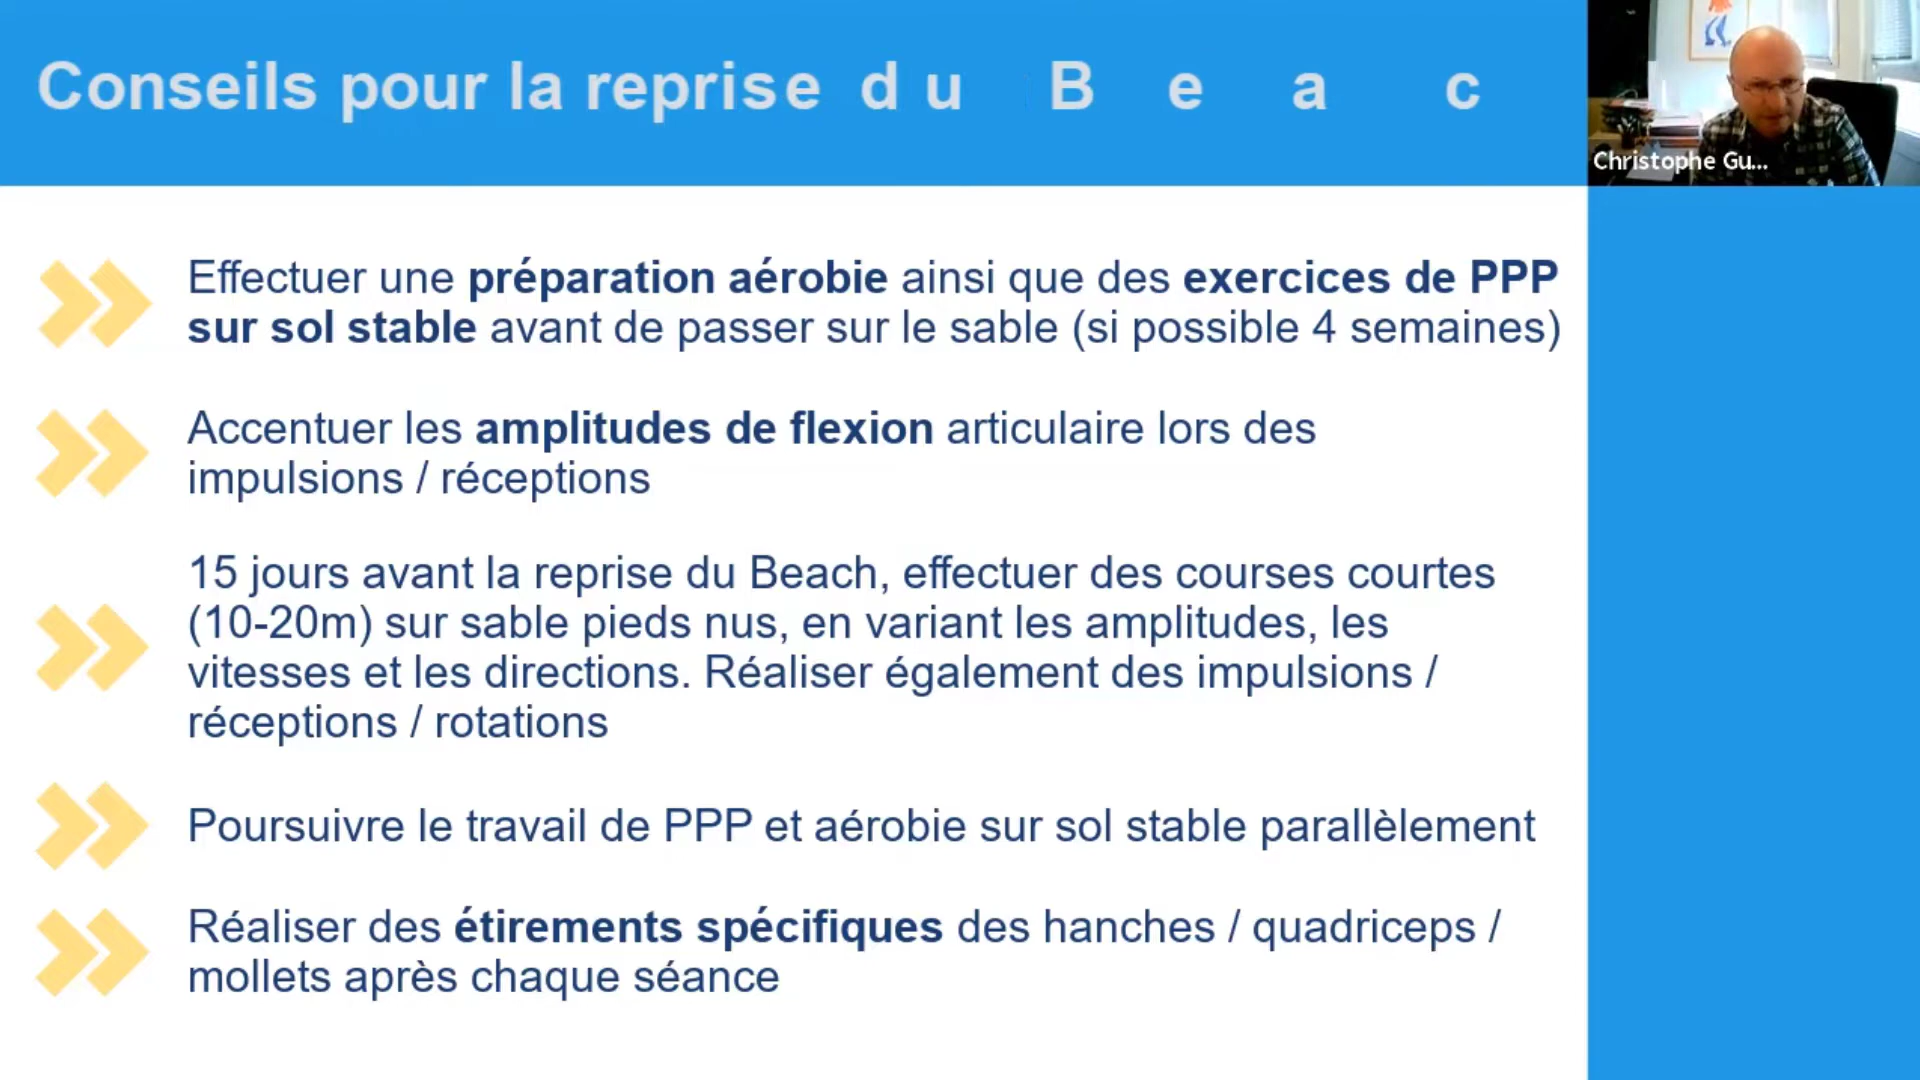 Conseils pour la reprise du Beac
Christophe Gu...
Effectuer une préparation aérobie ainsi que des exercices de PPP
sur sol stable avant de passer sur le sable (si possible 4 semaines)
Accentuer les amplitudes de flexion articulaire lors des
impulsions / réceptions
15 jours avant la reprise du Beach, effectuer des courses courtes
(10-20m) sur sable pieds nus, en variant les amplitudes, les
vitesses et les directions. Réaliser également des impulsions /
réceptions / rotations
Poursuivre le travail de PPP et aérobie sur sol stable parallèlement
Réaliser des étirements spécifiques des hanches / quadriceps /
mollets après chaque séance